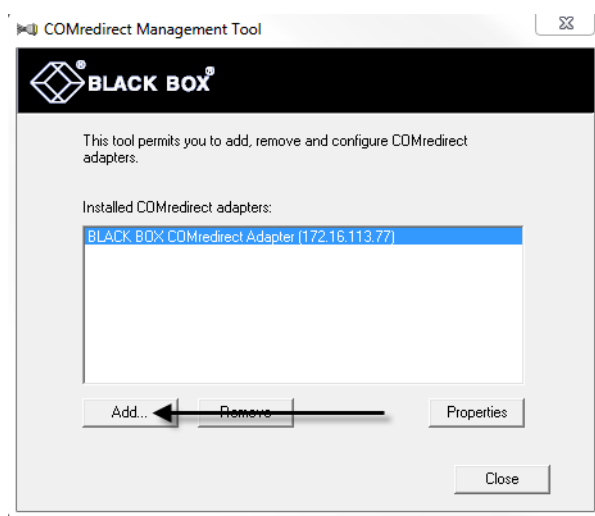 COMredirect Management Tool
BLACK BOX®
This tool permits you to add, remove and configure COMredirect
adapters.
Installed COMredirect adapters:
BLACK BOX COMredirect Adapter (172.16.113.77)
Add... Remove Properties
Close